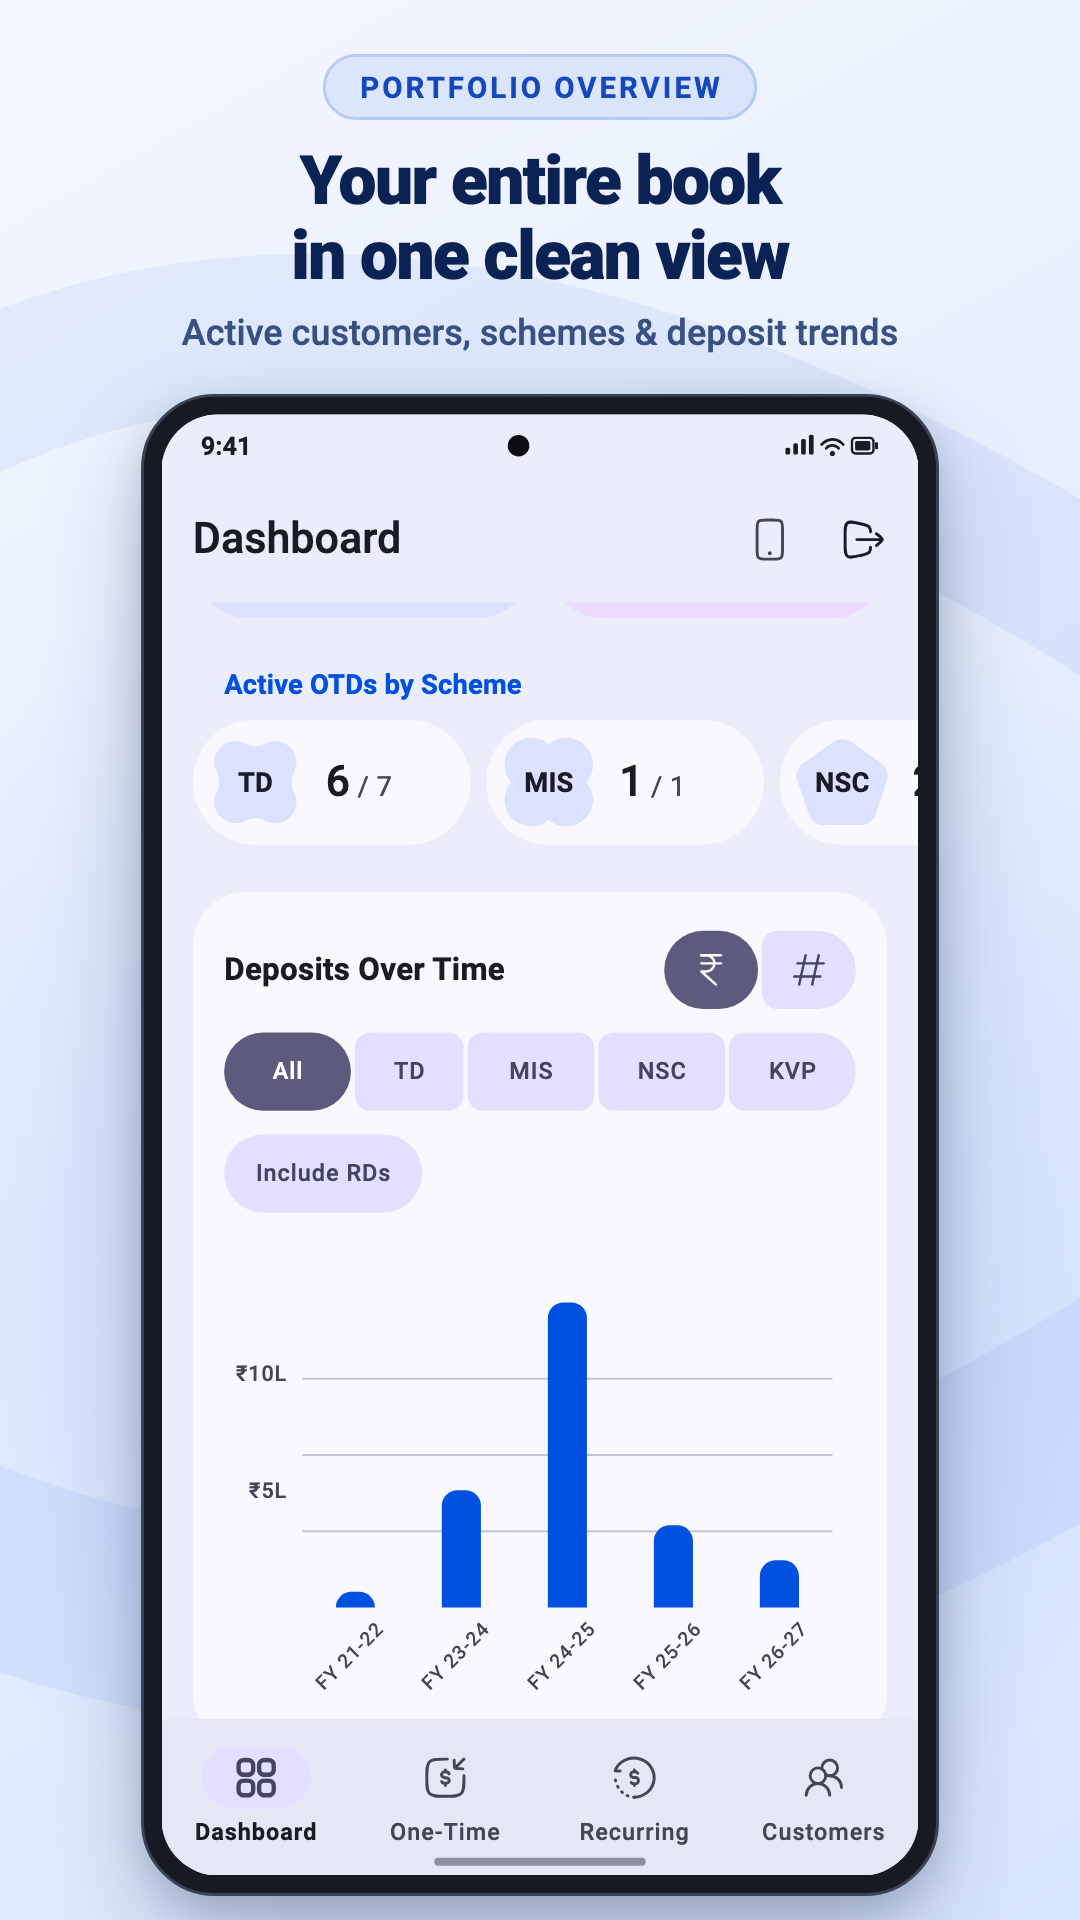 PORTFOLIO OVERVIEW
Your entire book
in one clean view
Active customers, schemes & deposit trends
9:41
Dashboard
Active OTDs by Scheme
TD 6 / 7
MIS 1 / 1
NSC
Deposits Over Time
₹ #
All TD MIS NSC KVP
Include RDs
₹10L
₹5L
FY 21-22 FY 23-24 FY 24-25 FY 25-26 FY 26-27
Dashboard One-Time Recurring Customers